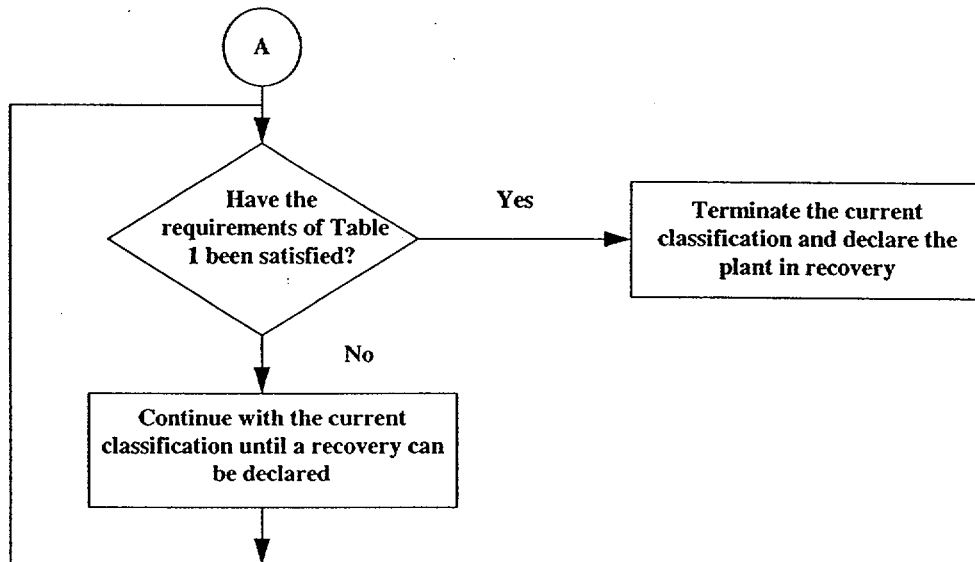 A
Have the
requirements of Table
1 been satisfied?
Yes
Terminate the current
classification and declare the
plant in recovery
No
Continue with the current
classification until a recovery can
be declared